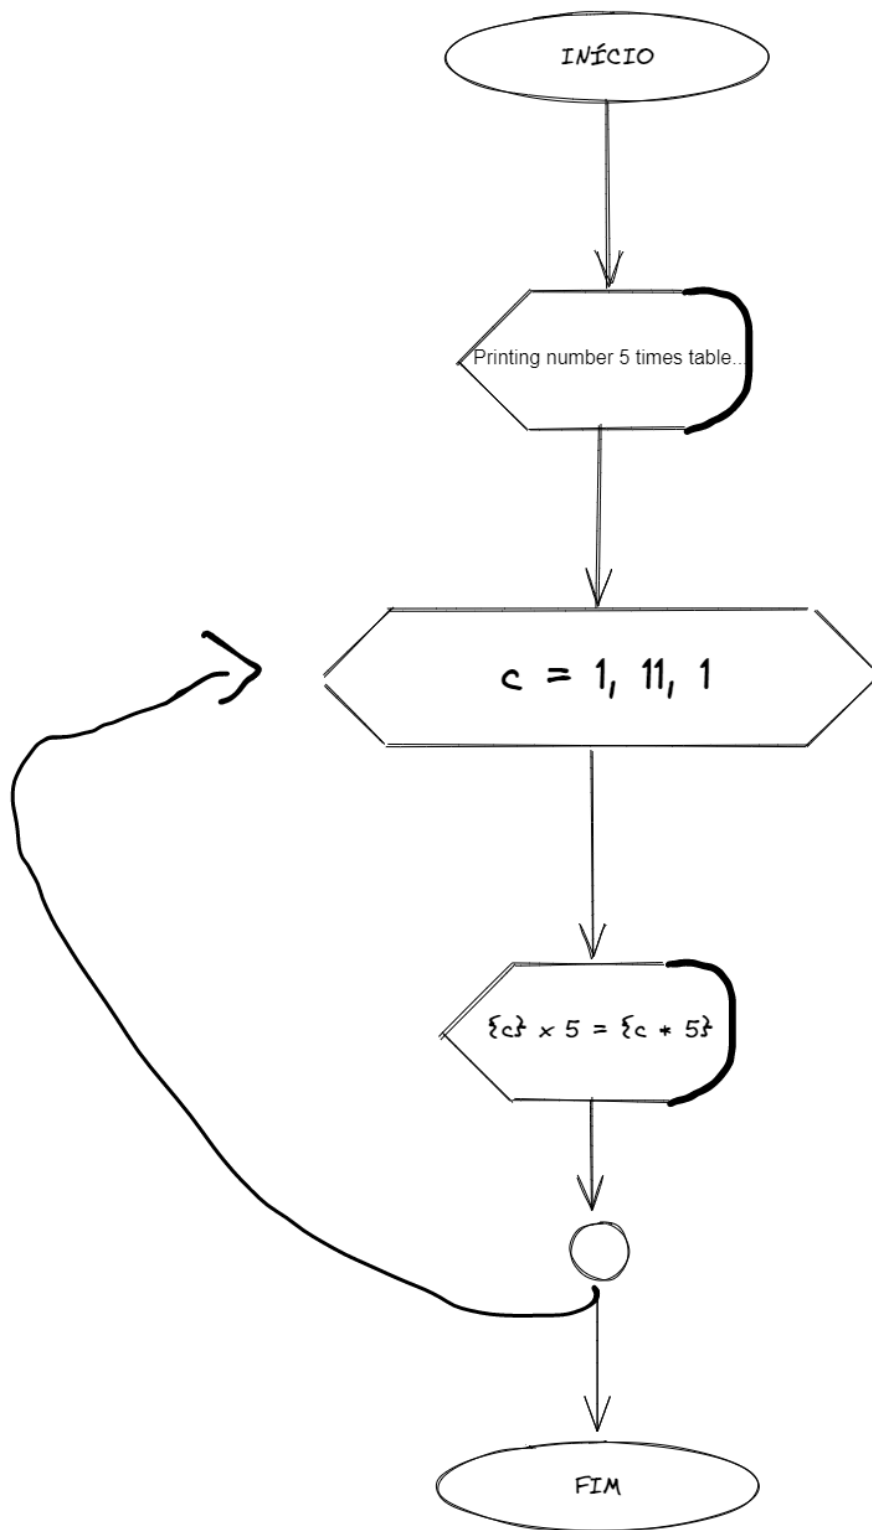 INÍCIO
Printing number 5 times table...
c = 1, 11, 1
{c} x 5 = {c * 5}
FIM